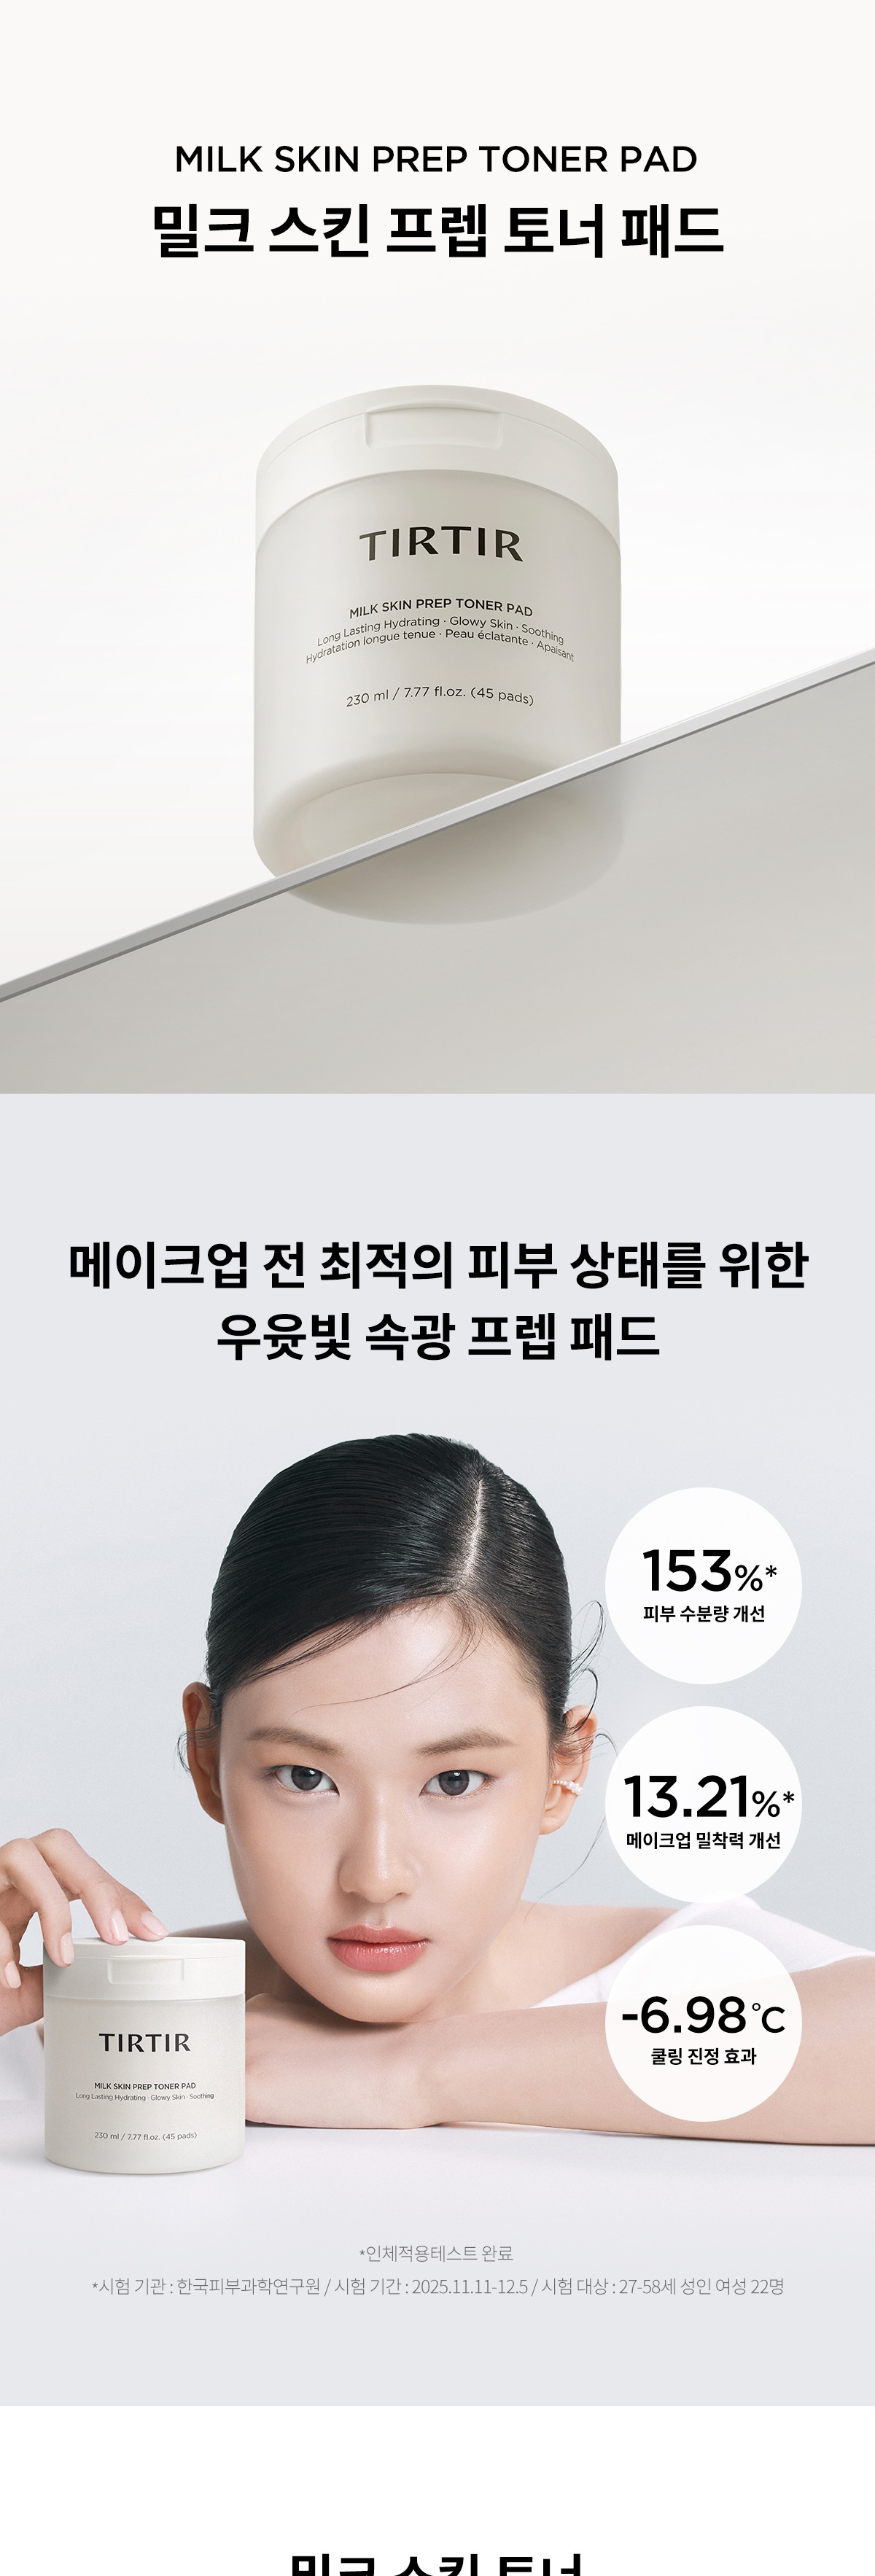 MILK SKIN PREP TONER PAD
밀크 스킨 프렙 토너 패드
TIRTIR
MILK SKIN PREP TONER PAD
Long Lasting Hydrating · Glowy Skin · Soothing
Hydratation longue tenue · Peau éclatante · Apaisant
230 ml / 7.77 fl.oz. (45 pads)
메이크업 전 최적의 피부 상태를 위한
우윳빛 속광 프렙 패드
153%*
피부 수분량 개선
13.21%*
메이크업 밀착력 개선
-6.98℃
쿨링 진정 효과
TIRTIR
MILK SKIN PREP TONER PAD
Long Lasting Hydrating · Glowy Skin · Soothing
230 ml / 7.77 fl.oz. (45 pads)
*인체적용테스트 완료
*시험 기관 : 한국피부과학연구원 / 시험 기간 : 2025.11.11-12.5 / 시험 대상 : 27-58세 성인 여성 22명
밀크 스킨 토너